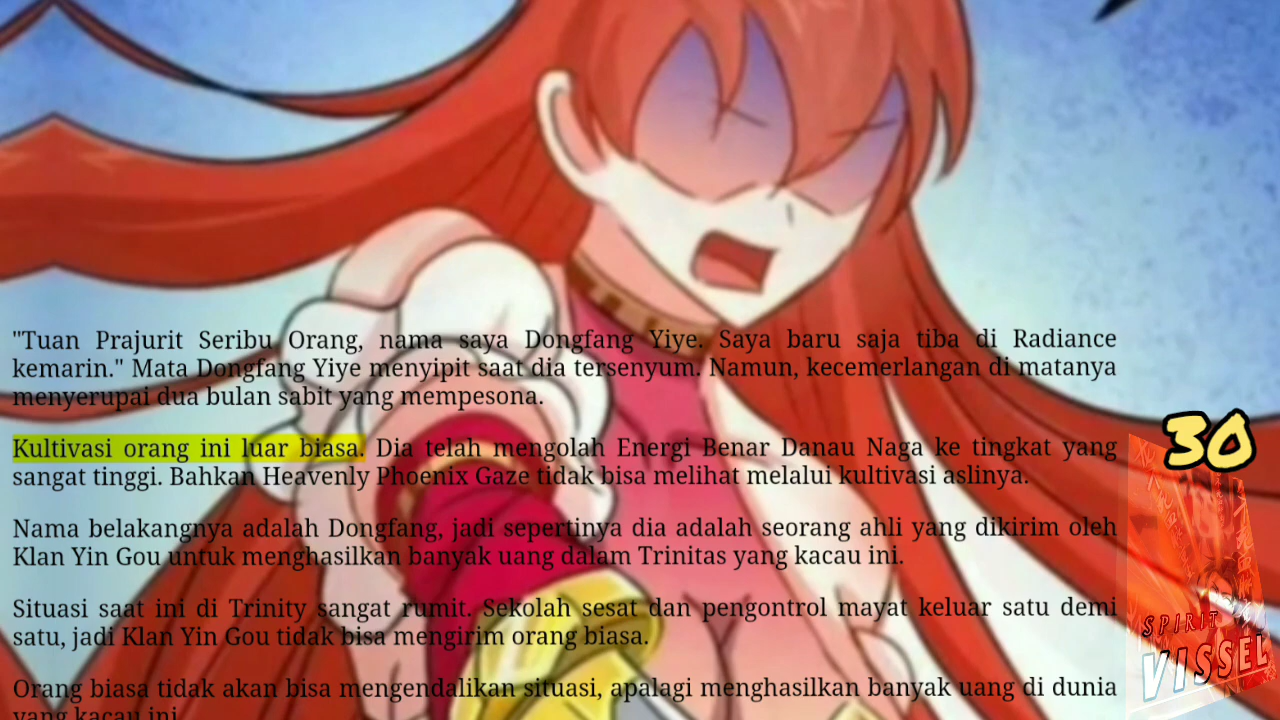 "Tuan Prajurit Seribu Orang, nama saya Dongfang Yiye. Saya baru saja tiba di Radiance
kemarin." Mata Dongfang Yiye menyipit saat dia tersenyum. Namun, kecemerlangan di matanya
menyerupai dua bulan sabit yang mempesona.
Kultivasi orang ini luar biasa. Dia telah mengolah Energi Benar Danau Naga ke tingkat yang
sangat tinggi. Bahkan Heavenly Phoenix Gaze tidak bisa melihat melalui kultivasi aslinya.
Nama belakangnya adalah Dongfang, jadi sepertinya dia adalah seorang ahli yang dikirim oleh
Klan Yin Gou untuk menghasilkan banyak uang dalam Trinitas yang kacau ini.
Situasi saat ini di Trinity sangat rumit. Sekolah sesat dan pengontrol mayat keluar satu demi
satu, jadi Klan Yin Gou tidak bisa mengirim orang biasa.
Orang biasa tidak akan bisa mengendalikan situasi, apalagi menghasilkan banyak uang di dunia
yang kacau ini.
30
SPIRIT
VISSEL